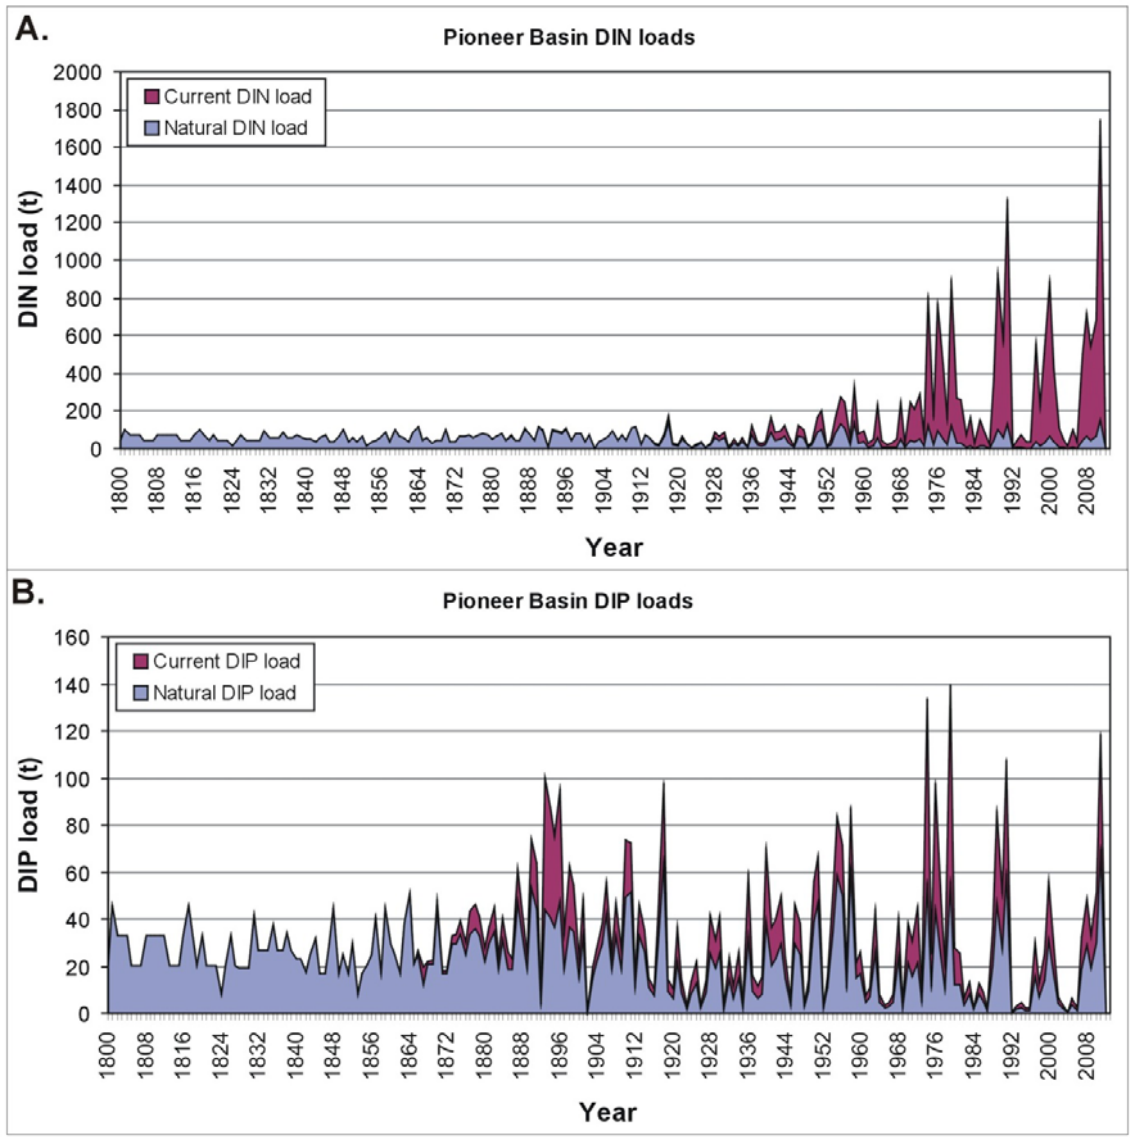 A.
Pioneer Basin DIN loads
2000
1800
1600
1400
1200
1000
800
600
400
200
0
Current DIN load
Natural DIN load
DIN load (t)
1800 1808 1816 1824 1832 1840 1848 1856 1864 1872 1880 1888 1896 1904 1912 1920 1928 1936 1944 1952 1960 1968 1976 1984 1992 2000 2008
Year
B.
Pioneer Basin DIP loads
160
140
120
100
80
60
40
20
0
Current DIP load
Natural DIP load
DIP load (t)
1800 1808 1816 1824 1832 1840 1848 1856 1864 1872 1880 1888 1896 1904 1912 1920 1928 1936 1944 1952 1960 1968 1976 1984 1992 2000 2008
Year